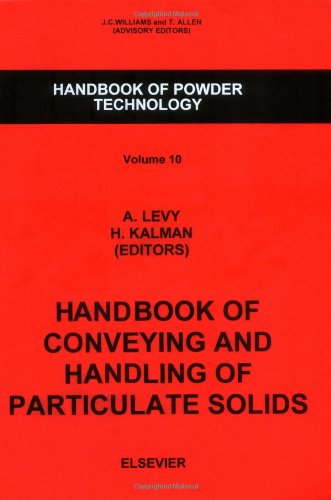 J.C.WILLIAMS and T. ALLEN
(ADVISORY EDITORS)
HANDBOOK OF POWDER
TECHNOLOGY
Volume 10
A. LEVY
H. KALMAN
(EDITORS)
HANDBOOK OF
CONVEYING AND
HANDLING OF
PARTICULATE SOLIDS
ELSEVIER